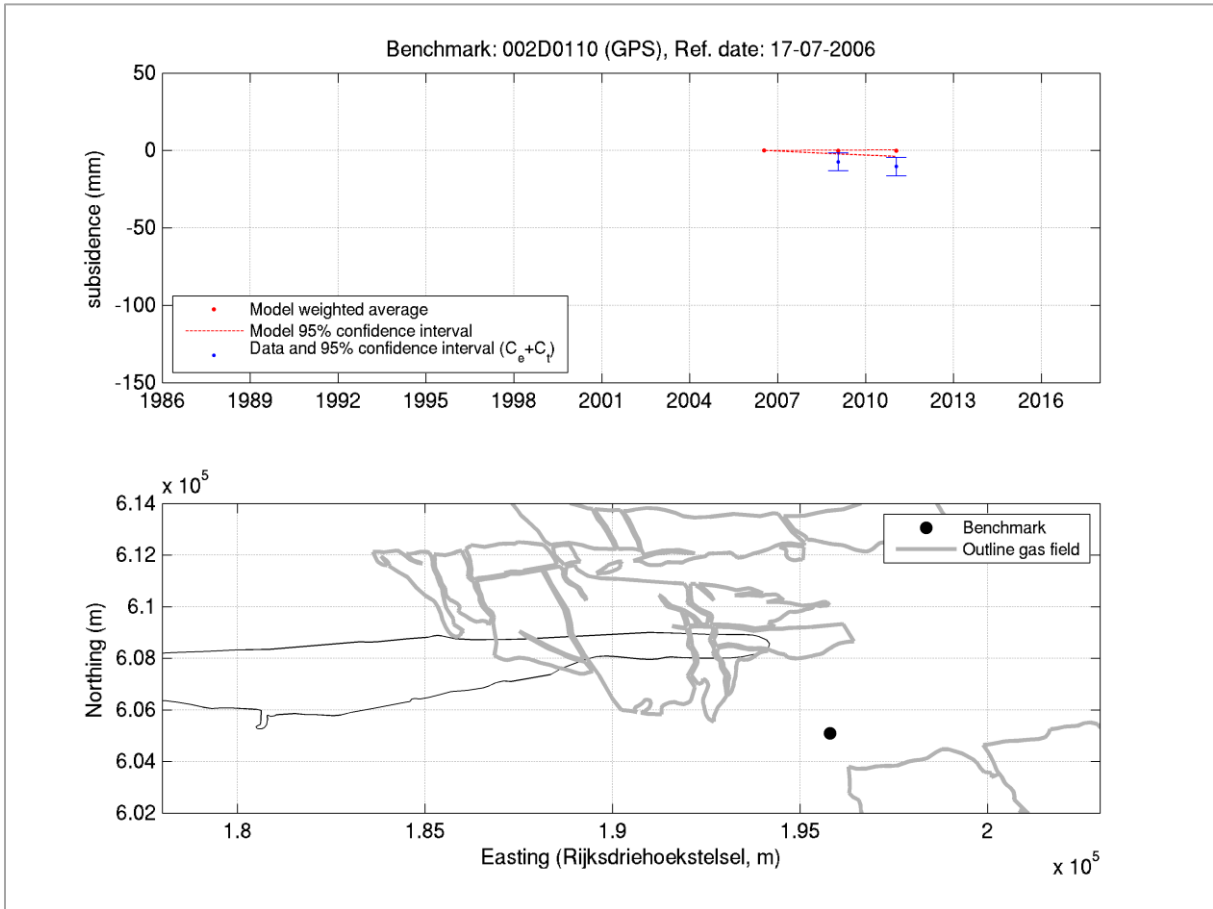 Benchmark: 002D0110 (GPS), Ref. date: 17-07-2006
50
0
-50
-100
-150
subsidence (mm)
Model weighted average
Model 95% confidence interval
Data and 95% confidence interval (C_e+C_t)
1986 1989 1992 1995 1998 2001 2004 2007 2010 2013 2016
x 10^5
6.14
6.12
6.1
6.08
6.06
6.04
6.02
Northing (m)
Benchmark
Outline gas field
1.8 1.85 1.9 1.95 2
Easting (Rijksdriehoekstelsel, m)
x 10^5